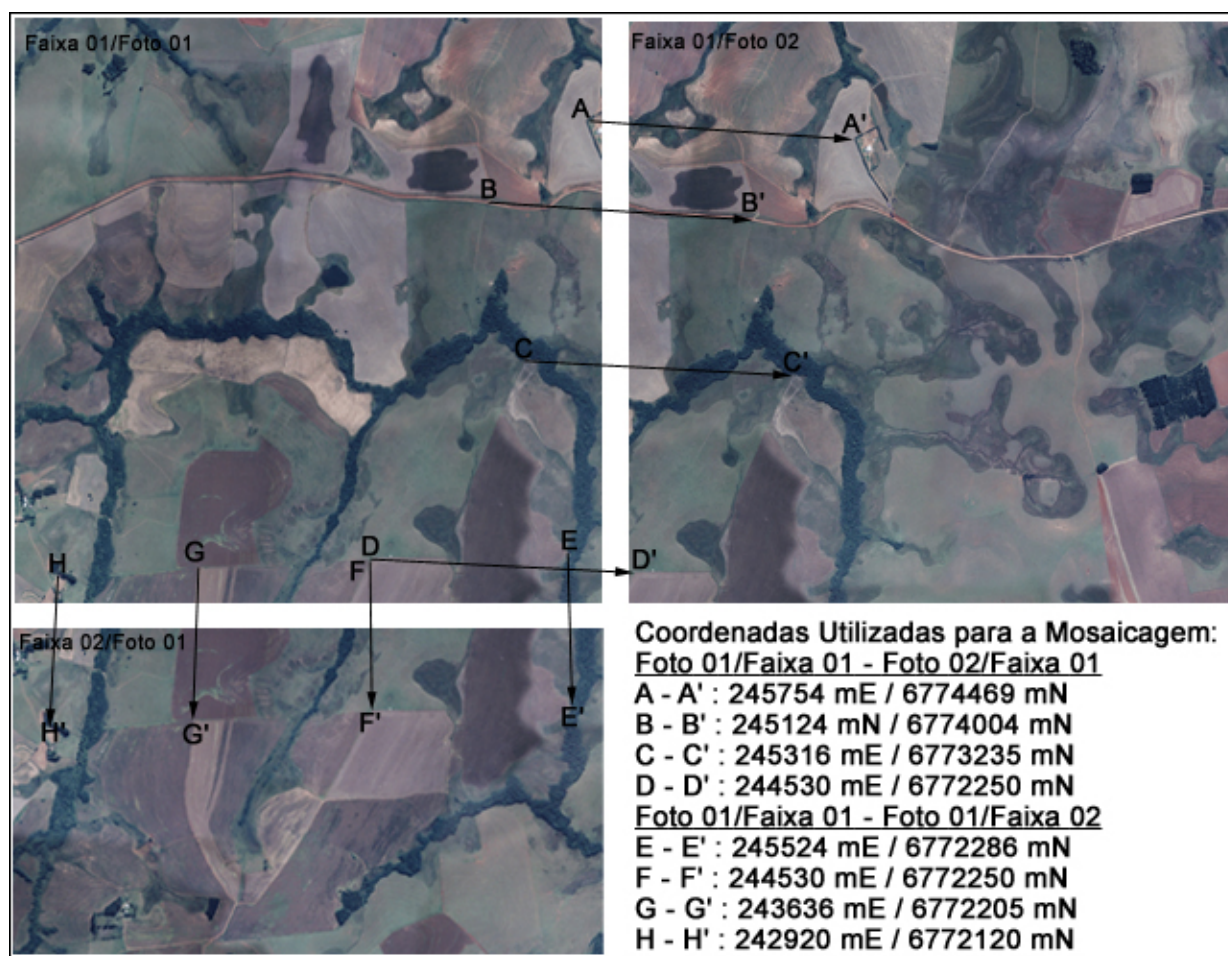 Faixa 01/Foto 01
Faixa 01/Foto 02
A
A'
B
B'
C
C'
D
F
D'
E
G
H
Faixa 02/Foto 01
H'
G'
F'
E'
Coordenadas Utilizadas para a Mosaicagem:
Foto 01/Faixa 01 - Foto 02/Faixa 01
A - A' : 245754 mE / 6774469 mN
B - B' : 245124 mN / 6774004 mN
C - C' : 245316 mE / 6773235 mN
D - D' : 244530 mE / 6772250 mN
Foto 01/Faixa 01 - Foto 01/Faixa 02
E - E' : 245524 mE / 6772286 mN
F - F' : 244530 mE / 6772250 mN
G - G' : 243636 mE / 6772205 mN
H - H' : 242920 mE / 6772120 mN